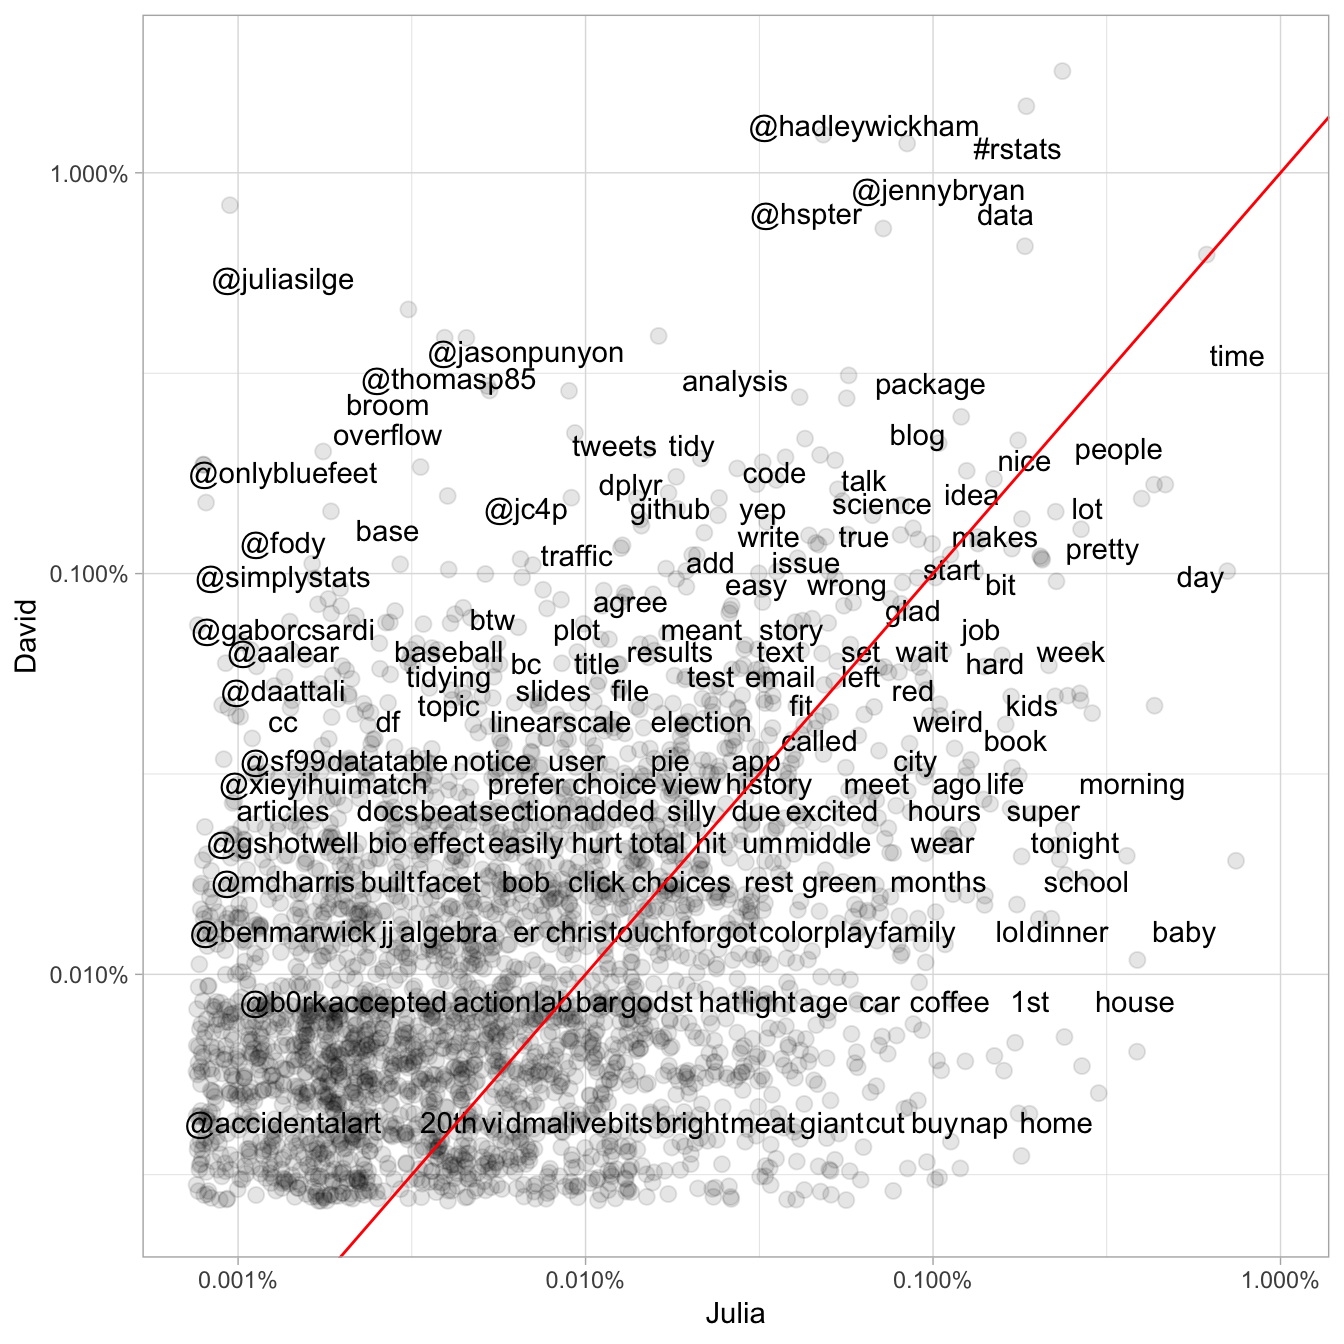 @hadleywickham
#rstats
1.000%
@jennybryan
@hspter data
@juliasilge
@jasonpunyon time
@thomasp85 analysis package
broom
overflow tweets tidy blog people
nice
@onlybluefeet dplyr code talk
@jc4p github yep science idea lot
@fody base write true makes
traffic add issue pretty
0.100% @simplystats easy wrong start bit day
agree glad
@gaborcsardi btw plot meant story job
@aalear baseball bc title results text set wait hard week
tidying test email left
@daattali slides file red
topic fit kids
cc df linearscale election weird
called book
@sf99 datatable notice user pie app city
@xieyihui match prefer choice view history meet ago life morning
articles docs beat section added silly due excited hours super
@gshotwell bio effect easily hurt total hit um middle wear tonight
@mdharris built facet bob click choices rest green months school
@benmarwick jj algebra er chris touch forgot color play family lol dinner baby
0.010%
@b0rk accepted action lab bar god st hat light age car coffee 1st house
@accidentalart 20th vid ma live bits bright meat giant cut buy nap home
David
0.001% 0.010% 0.100% 1.000%
Julia